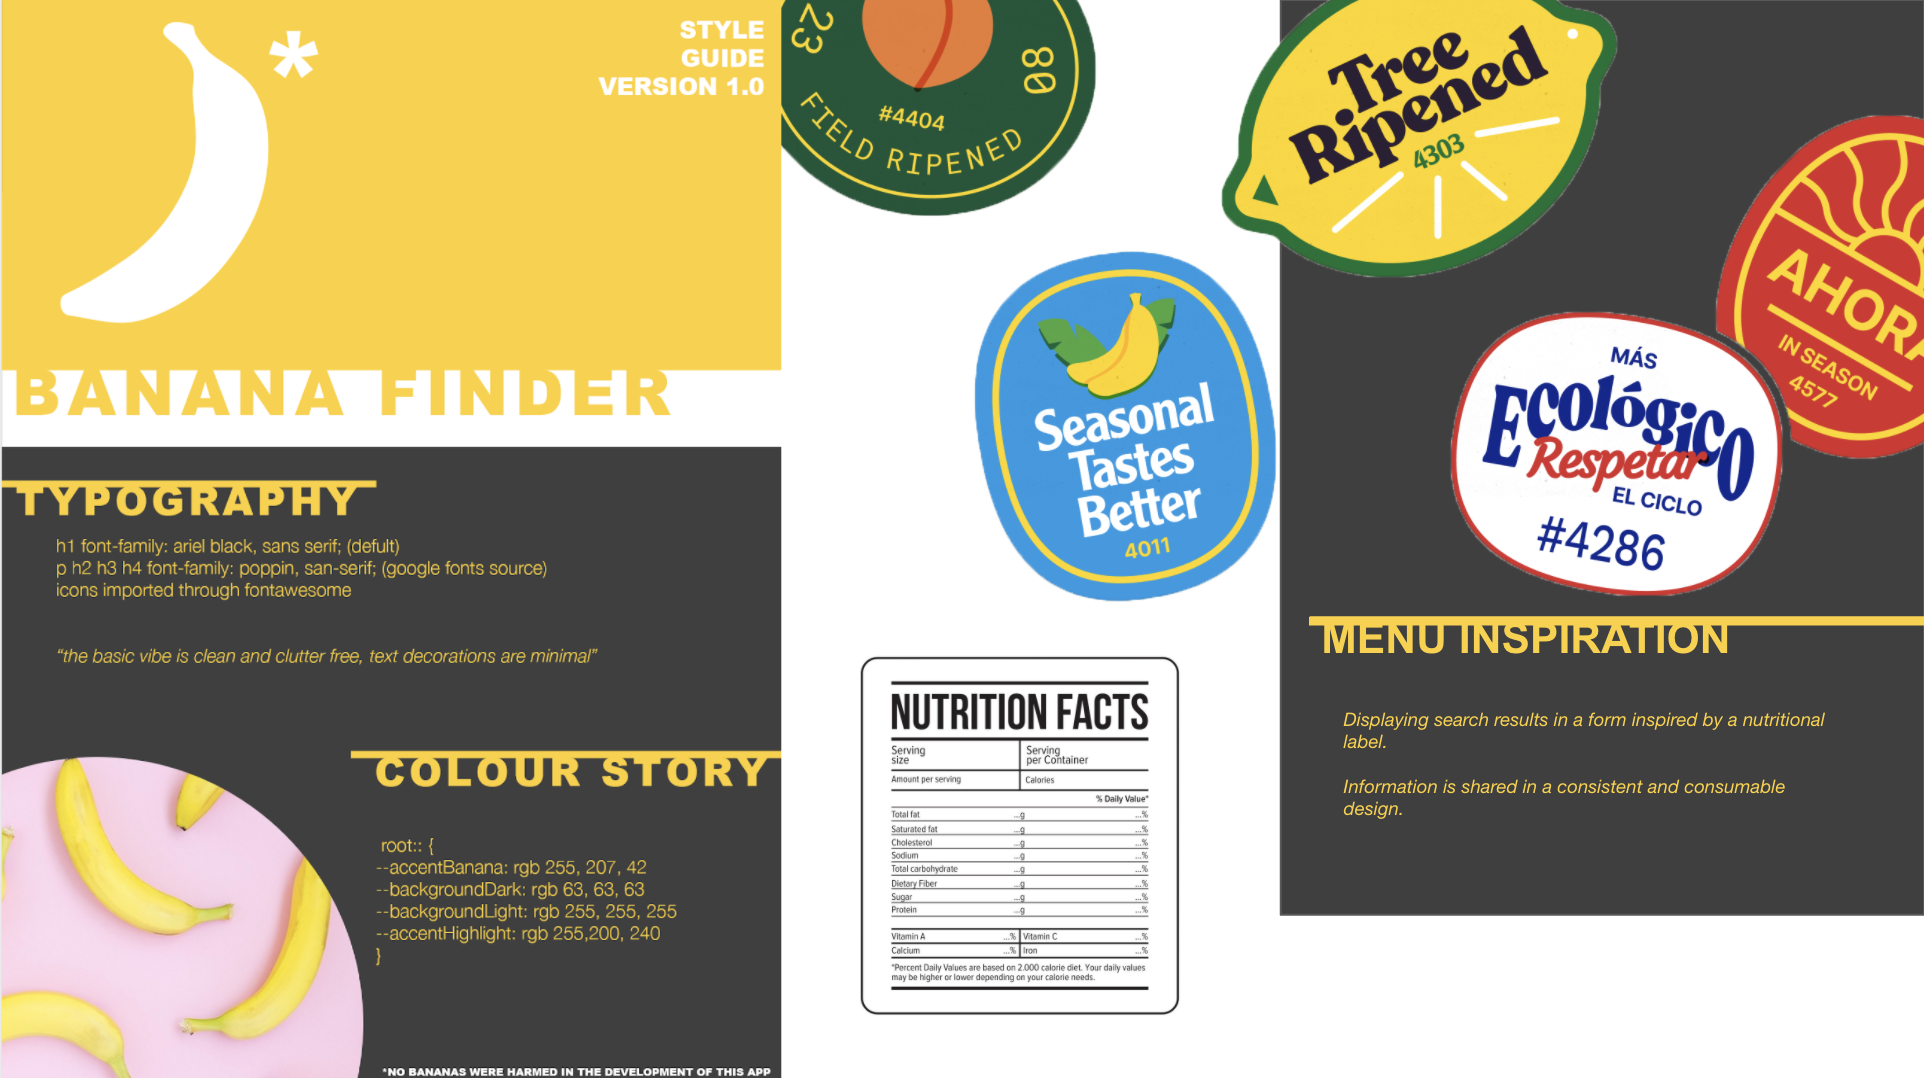 *
STYLE
GUIDE
VERSION 1.0
BANANA FINDER
TYPOGRAPHY
h1 font-family: ariel black, sans serif; (defult)
p h2 h3 h4 font-family: poppin, san-serif; (google fonts source)
icons imported through fontawesome
“the basic vibe is clean and clutter free, text decorations are minimal”
COLOUR STORY
root:: {
--accentBanana: rgb 255, 207, 42
--backgroundDark: rgb 63, 63, 63
--backgroundLight: rgb 255, 255, 255
--accentHighlight: rgb 255,200, 240
}
*NO BANANAS WERE HARMED IN THE DEVELOPMENT OF THIS APP
23
80
#4404
FIELD RIPENED
Seasonal
Tastes
Better
4011
NUTRITION FACTS
Serving
size
Serving
per Container
Amount per serving
Calories
% Daily Value*
Total fat ...g ...%
Saturated fat ...g ...%
Cholesterol ...g ...%
Sodium ...g ...%
Total carbohydrate ...g ...%
Dietary Fiber ...g ...%
Sugar ...g ...%
Protein ...g ...%
Vitamin A ...% Vitamin C ...%
Calcium ...% Iron ...%
*Percent Daily Values are based on 2.000 calorie diet. Your daily values
may be higher or lower depending on your calorie needs.
Tree
Ripened
4303
AHORA
IN SEASON
4577
MÁS
Ecológico
Respetar
EL CICLO
#4286
MENU INSPIRATION
Displaying search results in a form inspired by a nutritional
label.
Information is shared in a consistent and consumable
design.